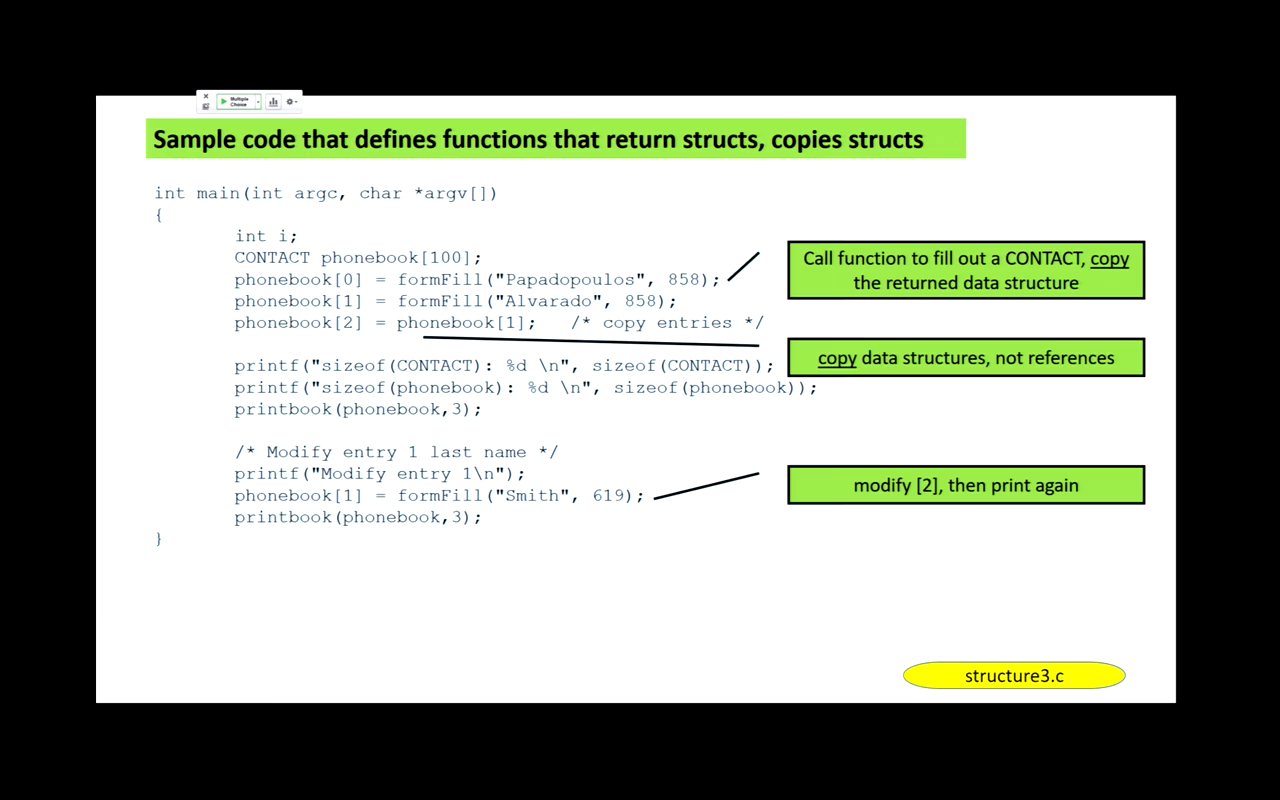 Multiple
Choice
Sample code that defines functions that return structs, copies structs
int main(int argc, char *argv[])
{
int i;
CONTACT phonebook[100];
phonebook[0] = formFill("Papadopoulos", 858);
phonebook[1] = formFill("Alvarado", 858);
phonebook[2] = phonebook[1]; /* copy entries */
printf("sizeof(CONTACT): %d \n", sizeof(CONTACT));
printf("sizeof(phonebook): %d \n", sizeof(phonebook));
printbook(phonebook,3);
/* Modify entry 1 last name */
printf("Modify entry 1\n");
phonebook[1] = formFill("Smith", 619);
printbook(phonebook,3);
}
Call function to fill out a CONTACT, copy
the returned data structure
copy data structures, not references
modify [2], then print again
structure3.c